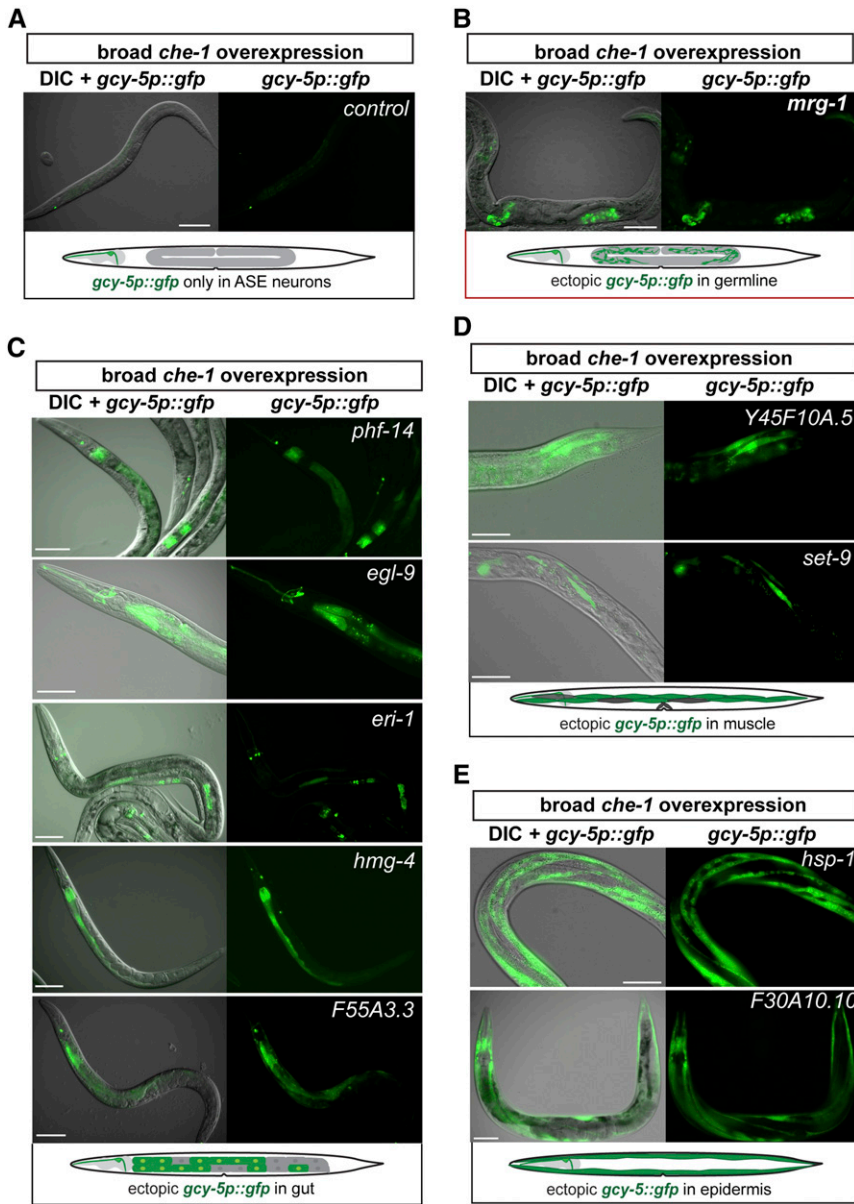 A
broad che-1 overexpression
DIC + gcy-5p::gfp gcy-5p::gfp
control
gcy-5p::gfp only in ASE neurons
B
broad che-1 overexpression
DIC + gcy-5p::gfp gcy-5p::gfp
mrg-1
ectopic gcy-5p::gfp in germline
C
broad che-1 overexpression
DIC + gcy-5p::gfp gcy-5p::gfp
phf-14
egl-9
eri-1
hmg-4
F55A3.3
ectopic gcy-5p::gfp in gut
D
broad che-1 overexpression
DIC + gcy-5p::gfp gcy-5p::gfp
Y45F10A.5
set-9
ectopic gcy-5p::gfp in muscle
E
broad che-1 overexpression
DIC + gcy-5p::gfp gcy-5p::gfp
hsp-1
F30A10.10
ectopic gcy-5::gfp in epidermis